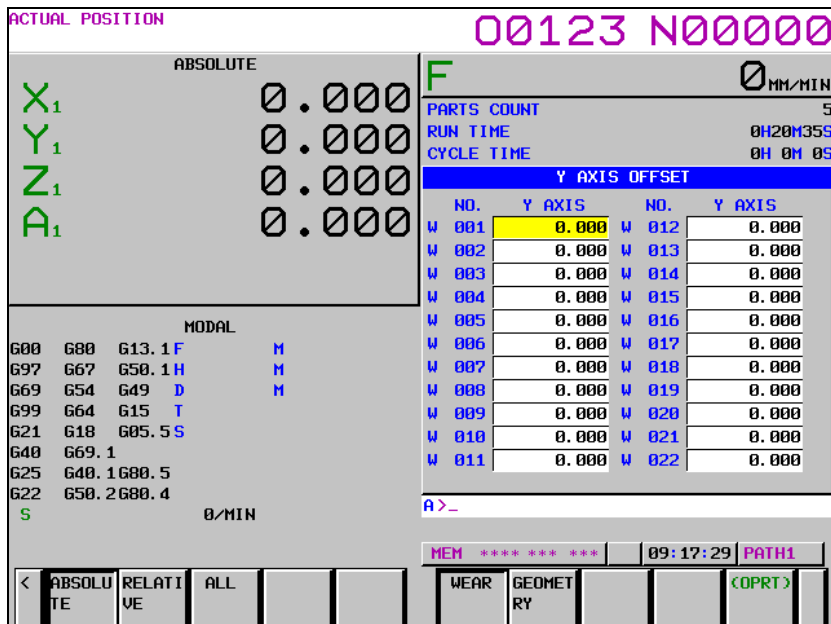 ACTUAL POSITION
O0123 N00000
ABSOLUTE
X1 0.000
Y1 0.000
Z1 0.000
A1 0.000
F 0 MM/MIN
PARTS COUNT 5
RUN TIME 0H20M35S
CYCLE TIME 0H 0M 0S
Y AXIS OFFSET
NO. Y AXIS NO. Y AXIS
W 001 0.000 W 012 0.000
W 002 0.000 W 013 0.000
W 003 0.000 W 014 0.000
W 004 0.000 W 015 0.000
W 005 0.000 W 016 0.000
W 006 0.000 W 017 0.000
W 007 0.000 W 018 0.000
W 008 0.000 W 019 0.000
W 009 0.000 W 020 0.000
W 010 0.000 W 021 0.000
W 011 0.000 W 022 0.000
MODAL
G00 G80 G13.1 F M
G97 G67 G50.1 H M
G69 G54 G49 D M
G99 G64 G15 T
G21 G18 G05.5 S
G40 G69.1
G25 G40.1 G80.5
G22 G50.2 G80.4
S 0/MIN
A>_
MEM **** *** *** 09:17:29 PATH1
< ABSOLU
TE
RELATI
VE
ALL
WEAR
GEOMET
RY
(OPRT)